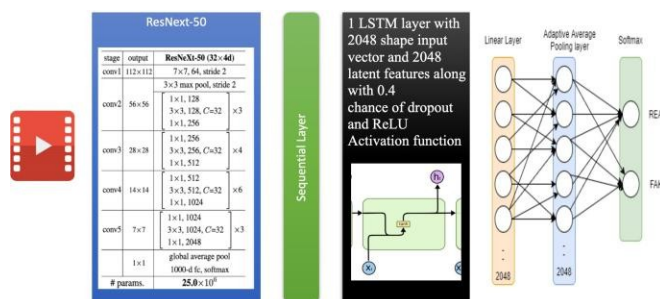 ResNext-50
stage output ResNeXt-50 (32×4d)
conv1 112×112 7×7, 64, stride 2
3×3 max pool, stride 2
conv2 56×56
1×1, 128
3×3, 128, C=32 ×3
1×1, 256
conv3 28×28
1×1, 256
3×3, 256, C=32 ×4
1×1, 512
conv4 14×14
1×1, 512
3×3, 512, C=32 ×6
1×1, 1024
conv5 7×7
1×1, 1024
3×3, 1024, C=32 ×3
1×1, 2048
1×1
global average pool
1000-d fc, softmax
# params.
Sequential Layer
1 LSTM layer with
2048 shape input
vector and 2048
latent features along
with 0.4
chance of dropout
and ReLU
Activation function
Linear Layer
Adaptive Average
Pooling layer
Softmax
REA
FAK
2048
2048